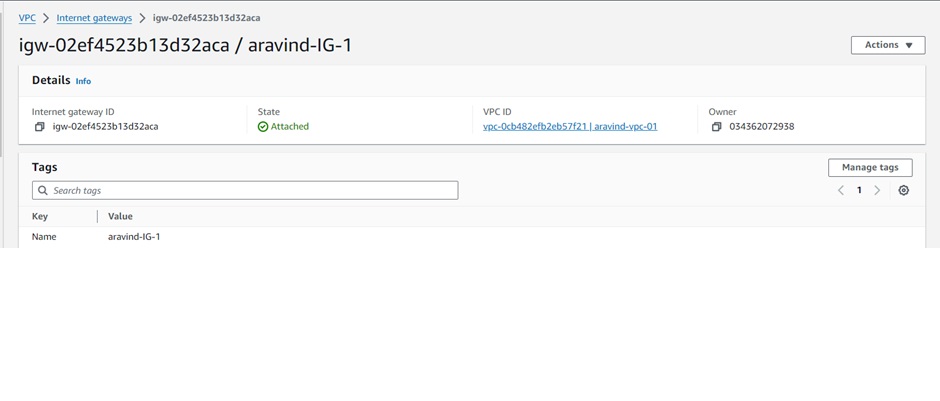 VPC > Internet gateways > igw-02ef4523b13d32aca
igw-02ef4523b13d32aca / aravind-IG-1
Actions ▼
Details Info
Internet gateway ID
igw-02ef4523b13d32aca
State
Attached
VPC ID
vpc-0cb482efb2eb57f21 | aravind-vpc-01
Owner
034362072938
Tags
Manage tags
Search tags
< 1 >
Key Value
Name aravind-IG-1